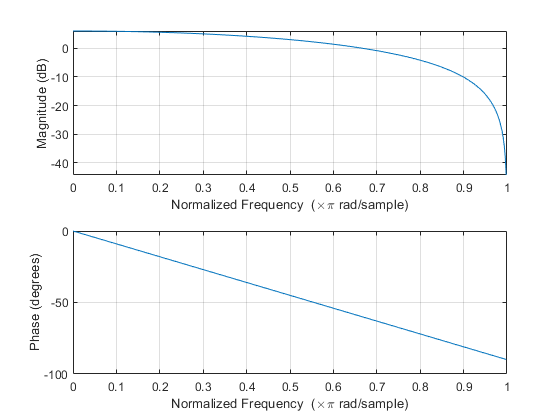 0
-10
-20
-30
-40
Magnitude (dB)
0 0.1 0.2 0.3 0.4 0.5 0.6 0.7 0.8 0.9 1
Normalized Frequency (×π rad/sample)
0
-50
-100
Phase (degrees)
0 0.1 0.2 0.3 0.4 0.5 0.6 0.7 0.8 0.9 1
Normalized Frequency (×π rad/sample)